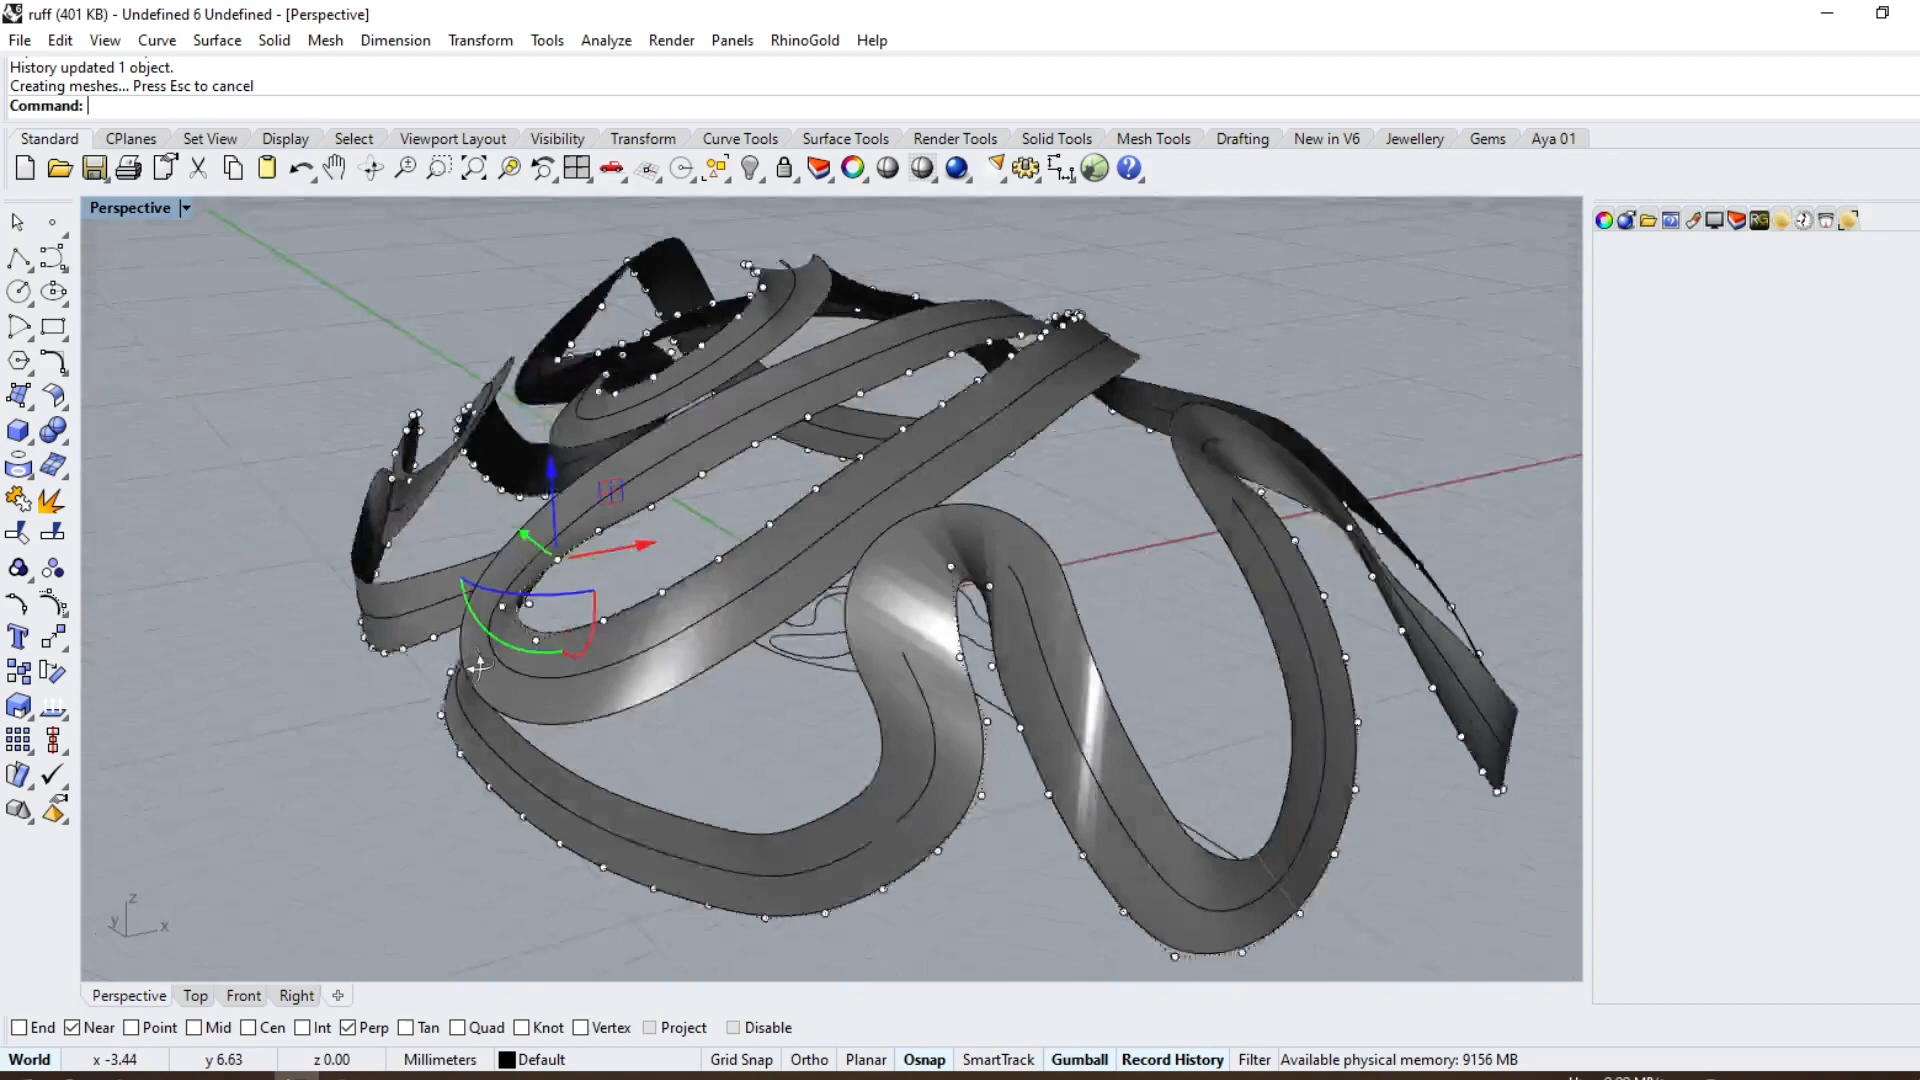 ruff (401 KB) - Undefined 6 Undefined - [Perspective]
File Edit View Curve Surface Solid Mesh Dimension Transform Tools Analyze Render Panels RhinoGold Help
History updated 1 object.
Creating meshes... Press Esc to cancel
Command:
Standard CPlanes Set View Display Select Viewport Layout Visibility Transform Curve Tools Surface Tools Render Tools Solid Tools Mesh Tools Drafting New in V6 Jewellery Gems Aya 01
Perspective
RG
z
y x
Perspective Top Front Right
End Near Point Mid Cen Int Perp Tan Quad Knot Vertex Project Disable
World x -3.44 y 6.63 z 0.00 Millimeters Default Grid Snap Ortho Planar Osnap SmartTrack Gumball Record History Filter Available physical memory: 9156 MB